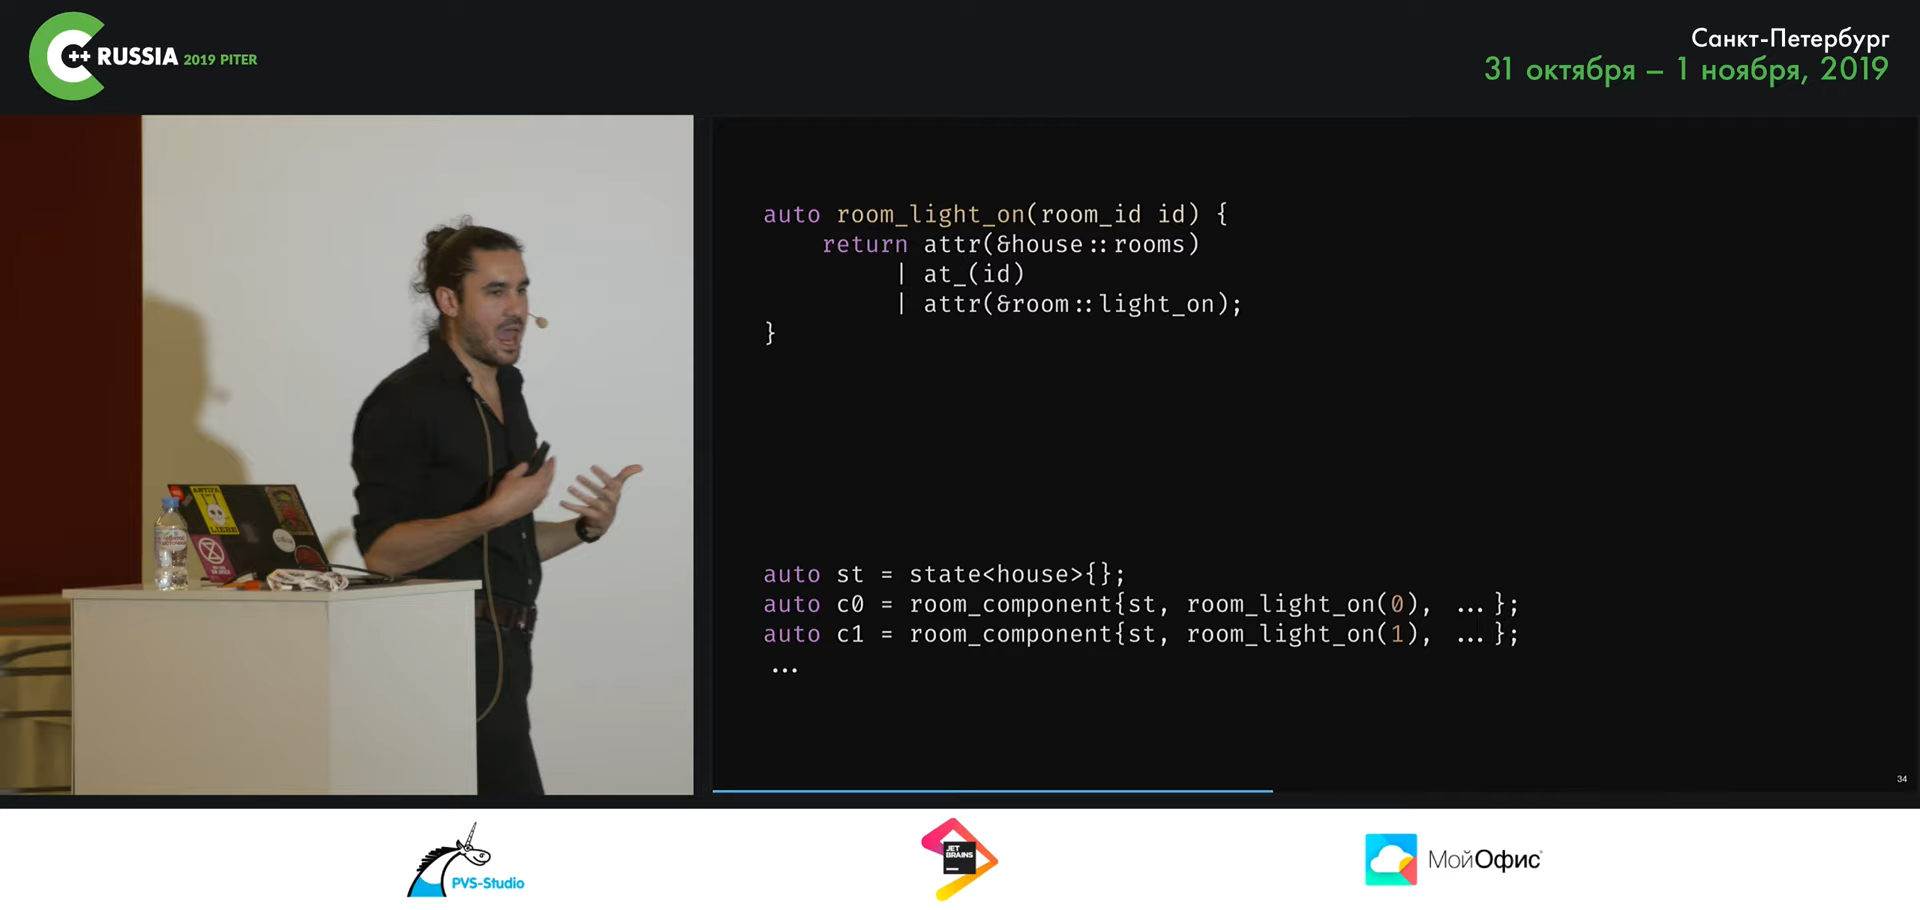 C++ RUSSIA 2019 PITER
Санкт-Петербург
31 октября – 1 ноября, 2019
auto room_light_on(room_id id) {
return attr(&house::rooms)
| at_(id)
| attr(&room::light_on);
}
auto st = state<house>{};
auto c0 = room_component{st, room_light_on(0), ...};
auto c1 = room_component{st, room_light_on(1), ...};
...
34
ANTIFA
LIEBE
PVS-Studio
JET
BRAINS
МойОфис